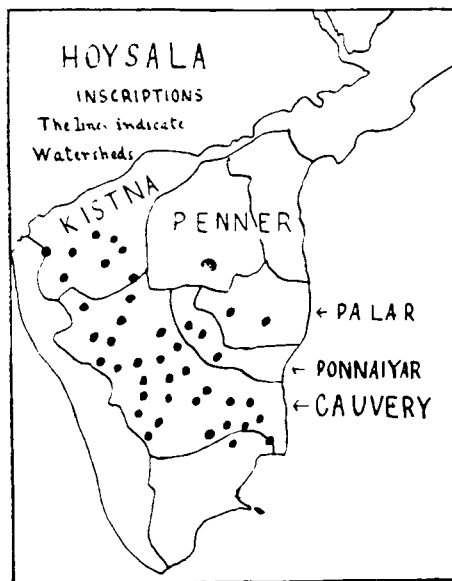 HOYSALA
INSCRIPTIONS
The Lines indicate
Watersheds
KISTNA
PENNER
← PALAR
← PONNAIYAR
← CAUVERY